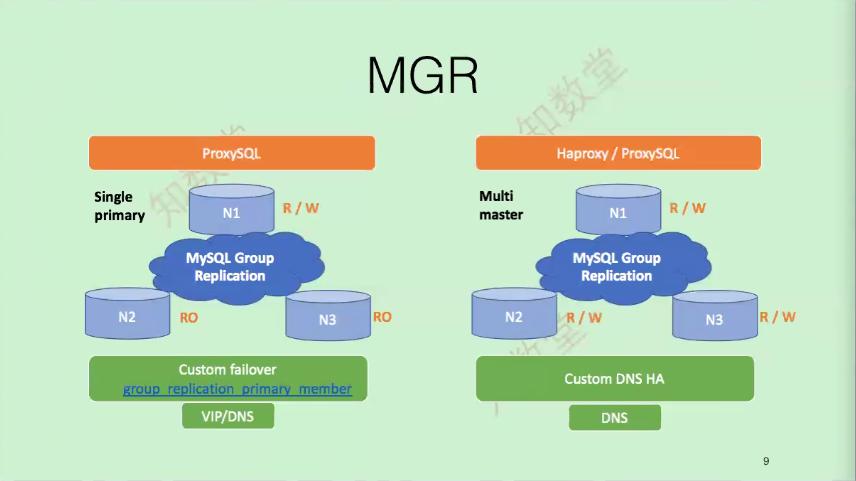 MGR
ProxySQL
Single
primary
N1
R / W
MySQL Group
Replication
N2
RO
N3
RO
Custom failover
group_replication_primary_member
VIP/DNS
Haproxy / ProxySQL
Multi
master
N1
R / W
MySQL Group
Replication
N2
R / W
N3
R / W
Custom DNS HA
DNS
知数堂
知数堂
知数堂
9